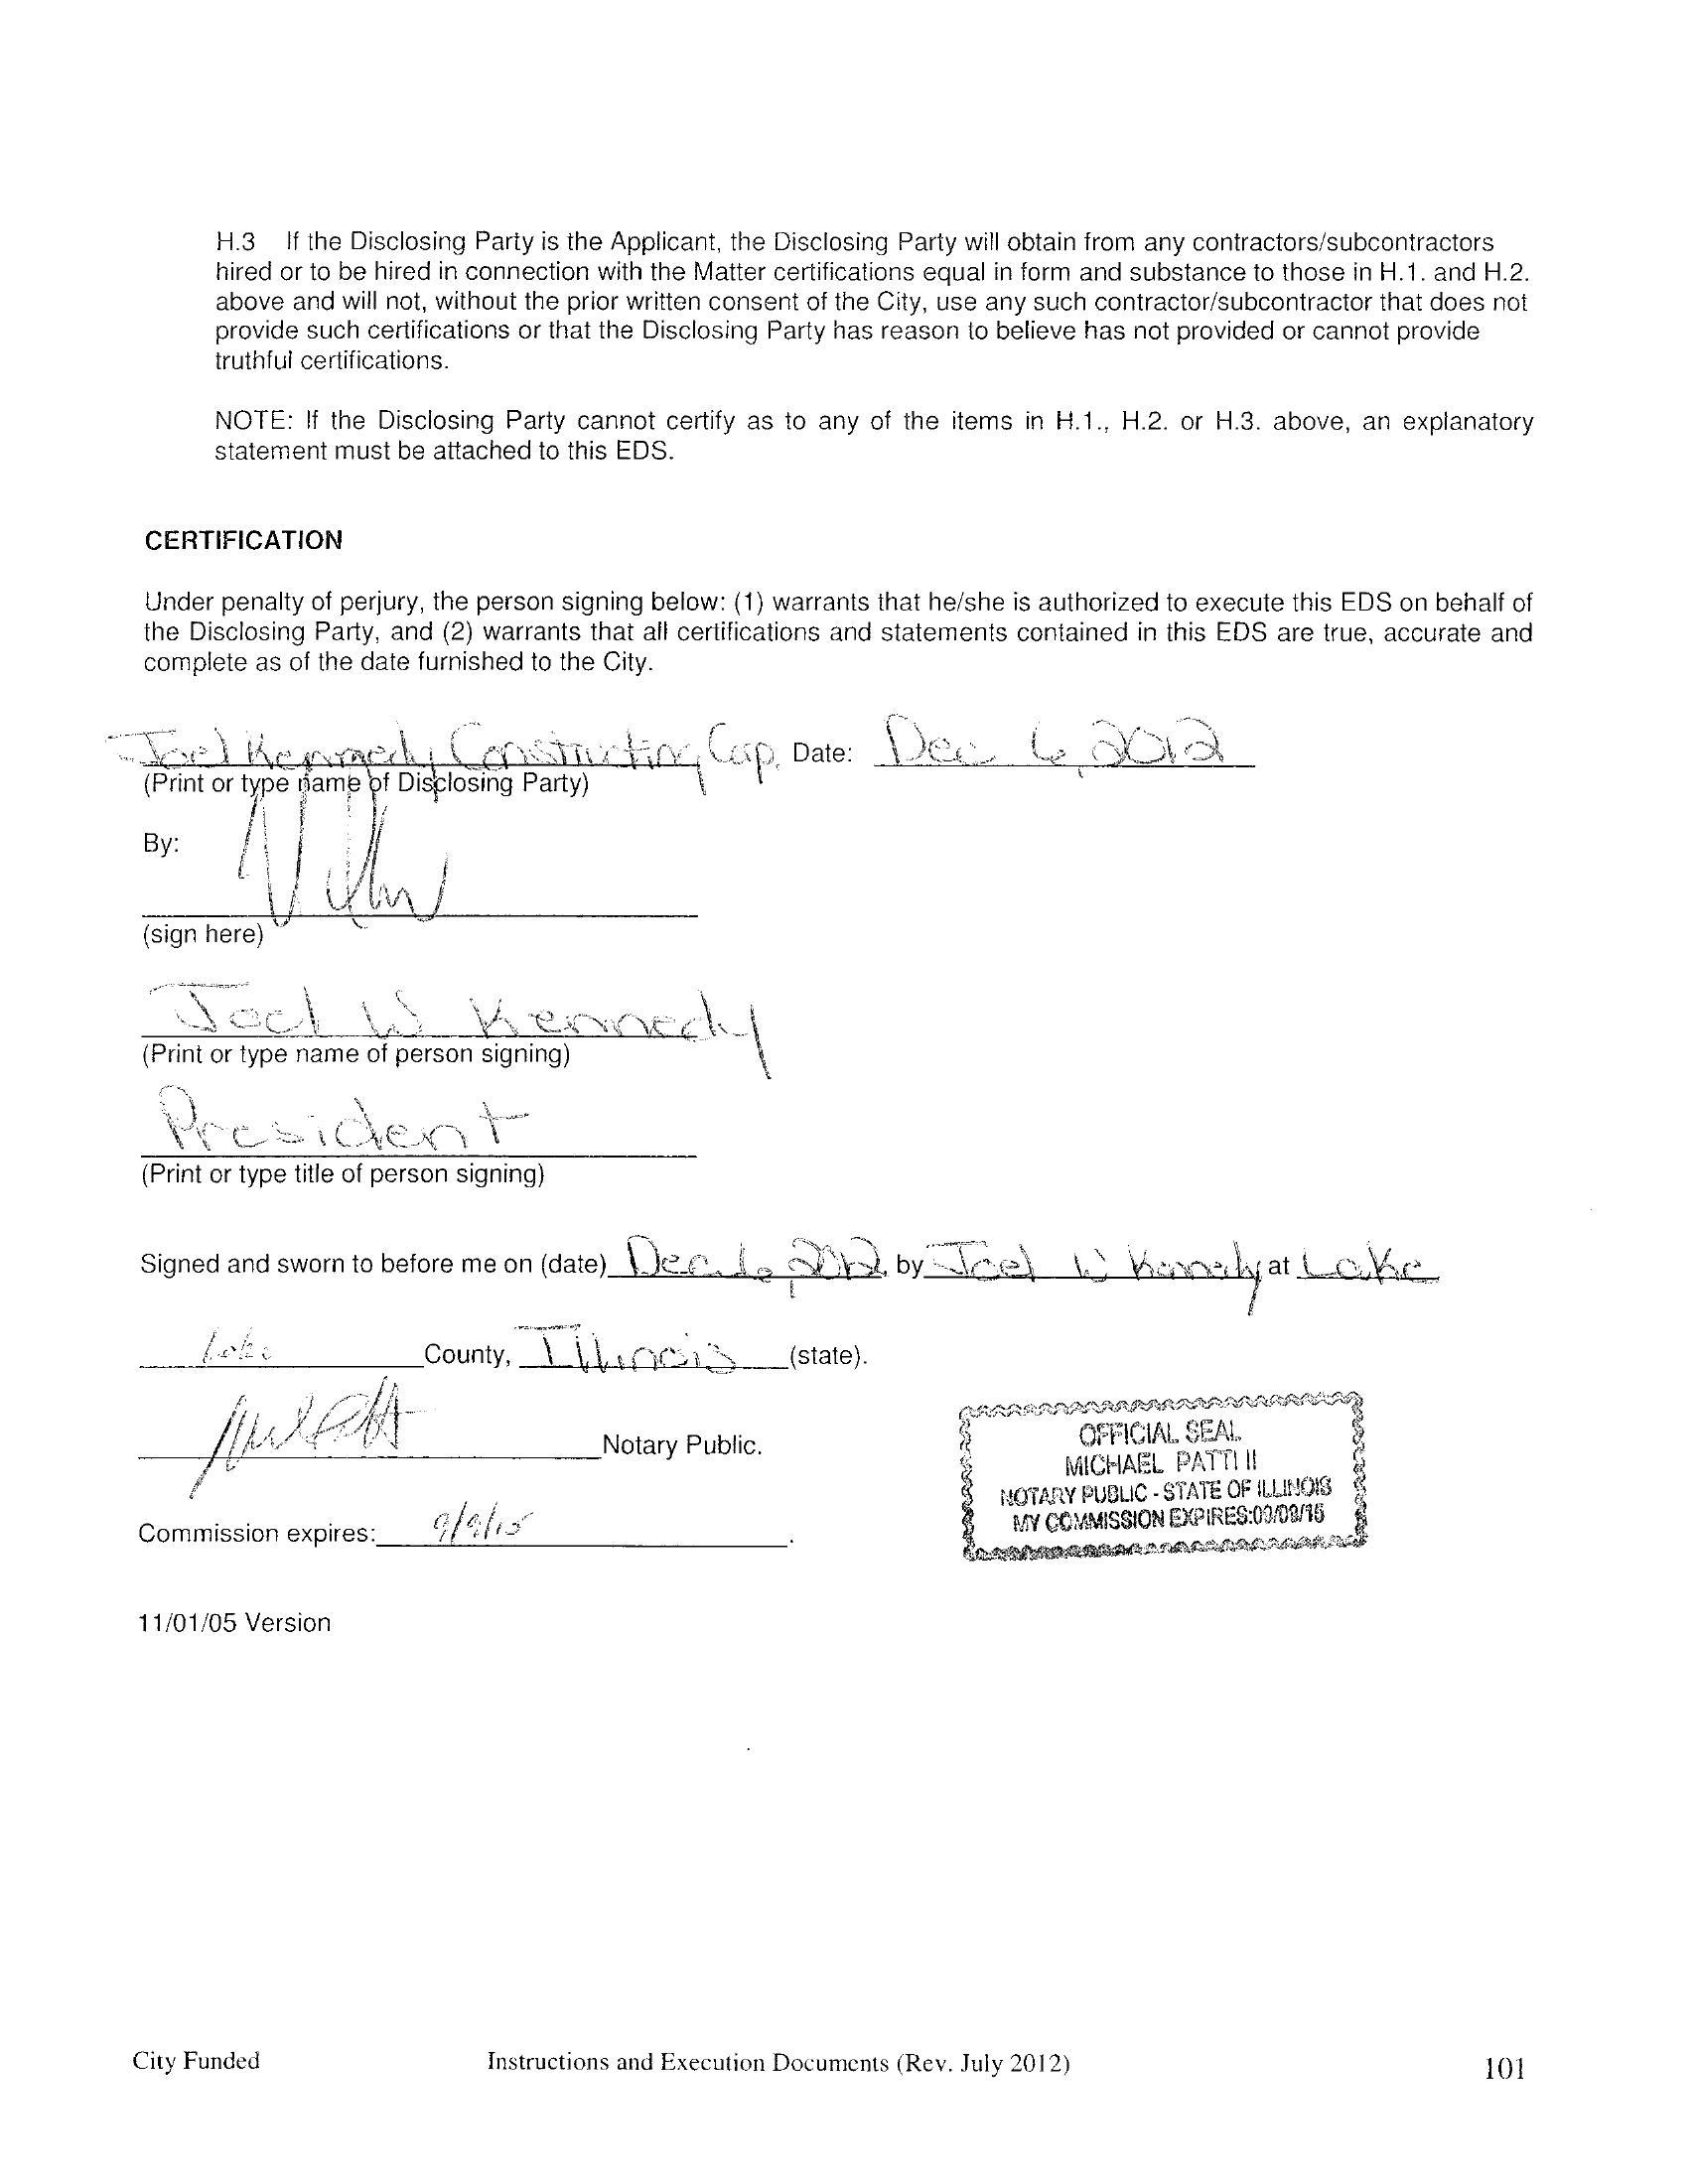 H.3 If the Disclosing Party is the Applicant, the Disclosing Party will obtain from any contractors/subcontractors
hired or to be hired in connection with the Matter certifications equal in form and substance to those in H.1. and H.2.
above and will not, without the prior written consent of the City, use any such contractor/subcontractor that does not
provide such certifications or that the Disclosing Party has reason to believe has not provided or cannot provide
truthful certifications.
NOTE: If the Disclosing Party cannot certify as to any of the items in H.1., H.2. or H.3. above, an explanatory
statement must be attached to this EDS.
CERTIFICATION
Under penalty of perjury, the person signing below: (1) warrants that he/she is authorized to execute this EDS on behalf of
the Disclosing Party, and (2) warrants that all certifications and statements contained in this EDS are true, accurate and
complete as of the date furnished to the City.
Joel Kennedy Constructing Corp. Date: Dec 6, 2012
(Print or type name of Disclosing Party)
By:
(sign here)
Joel W Kennedy
(Print or type name of person signing)
President
(Print or type title of person signing)
Signed and sworn to before me on (date) Dec. 6, 2012, by Joel W Kennedy at Lake
Lake County, Illinois (state).
Notary Public.
OFFICIAL SEAL
MICHAEL PATTI II
NOTARY PUBLIC - STATE OF ILLINOIS
MY COMMISSION EXPIRES:09/09/15
Commission expires: 9/9/15.
11/01/05 Version
City Funded Instructions and Execution Documents (Rev. July 2012) 101